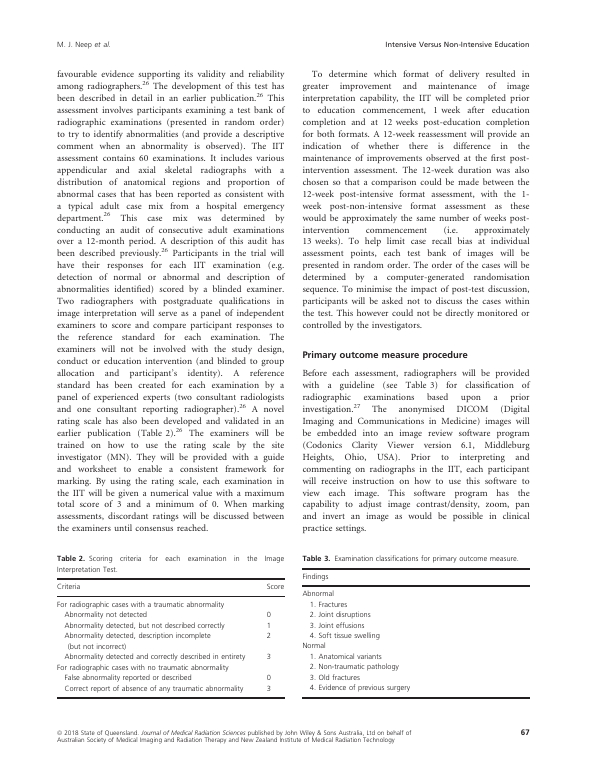 M. J. Neep et al.
Intensive Versus Non-Intensive Education
favourable evidence supporting its validity and reliability
among radiographers.26 The development of this test has
been described in detail in an earlier publication.26 This
assessment involves participants examining a test bank of
radiographic examinations (presented in random order)
to try to identify abnormalities (and provide a descriptive
comment when an abnormality is observed). The IIT
assessment contains 60 examinations. It includes various
appendicular and axial skeletal radiographs with a
distribution of anatomical regions and proportion of
abnormal cases that has been reported as consistent with
a typical adult case mix from a hospital emergency
department.26 This case mix was determined by
conducting an audit of consecutive adult examinations
over a 12-month period. A description of this audit has
been described previously.26 Participants in the trial will
have their responses for each IIT examination (e.g.
detection of normal or abnormal and description of
abnormalities identified) scored by a blinded examiner.
Two radiographers with postgraduate qualifications in
image interpretation will serve as a panel of independent
examiners to score and compare participant responses to
the reference standard for each examination. The
examiners will not be involved with the study design,
conduct or education intervention (and blinded to group
allocation and participant's identity). A reference
standard has been created for each examination by a
panel of experienced experts (two consultant radiologists
and one consultant reporting radiographer).26 A novel
rating scale has also been developed and validated in an
earlier publication (Table 2).26 The examiners will be
trained on how to use the rating scale by the site
investigator (MN). They will be provided with a guide
and worksheet to enable a consistent framework for
marking. By using the rating scale, each examination in
the IIT will be given a numerical value with a maximum
total score of 3 and a minimum of 0. When marking
assessments, discordant ratings will be discussed between
the examiners until consensus reached.
To determine which format of delivery resulted in
greater improvement and maintenance of image
interpretation capability, the IIT will be completed prior
to education commencement, 1 week after education
completion and at 12 weeks post-education completion
for both formats. A 12-week reassessment will provide an
indication of whether there is difference in the
maintenance of improvements observed at the first post-
intervention assessment. The 12-week duration was also
chosen so that a comparison could be made between the
12-week post-intensive format assessment, with the 1-
week post-non-intensive format assessment as these
would be approximately the same number of weeks post-
intervention commencement (i.e. approximately
13 weeks). To help limit case recall bias at individual
assessment points, each test bank of images will be
presented in random order. The order of the cases will be
determined by a computer-generated randomisation
sequence. To minimise the impact of post-test discussion,
participants will be asked not to discuss the cases within
the test. This however could not be directly monitored or
controlled by the investigators.
Primary outcome measure procedure
Before each assessment, radiographers will be provided
with a guideline (see Table 3) for classification of
radiographic examinations based upon a prior
investigation.27 The anonymised DICOM (Digital
Imaging and Communications in Medicine) images will
be embedded into an image review software program
(Codonics Clarity Viewer version 6.1, Middleburg
Heights, Ohio, USA). Prior to interpreting and
commenting on radiographs in the IIT, each participant
will receive instruction on how to use this software to
view each image. This software program has the
capability to adjust image contrast/density, zoom, pan
and invert an image as would be possible in clinical
practice settings.
Table 2. Scoring criteria for each examination in the Image
Interpretation Test.
Criteria Score
For radiographic cases with a traumatic abnormality
Abnormality not detected 0
Abnormality detected, but not described correctly 1
Abnormality detected, description incomplete 2
(but not incorrect)
Abnormality detected and correctly described in entirety 3
For radiographic cases with no traumatic abnormality
False abnormality reported or described 0
Correct report of absence of any traumatic abnormality 3
Table 3. Examination classifications for primary outcome measure.
Findings
Abnormal
1. Fractures
2. Joint disruptions
3. Joint effusions
4. Soft tissue swelling
Normal
1. Anatomical variants
2. Non-traumatic pathology
3. Old fractures
4. Evidence of previous surgery
© 2018 State of Queensland. Journal of Medical Radiation Sciences published by John Wiley & Sons Australia, Ltd on behalf of
Australian Society of Medical Imaging and Radiation Therapy and New Zealand Institute of Medical Radiation Technology
67